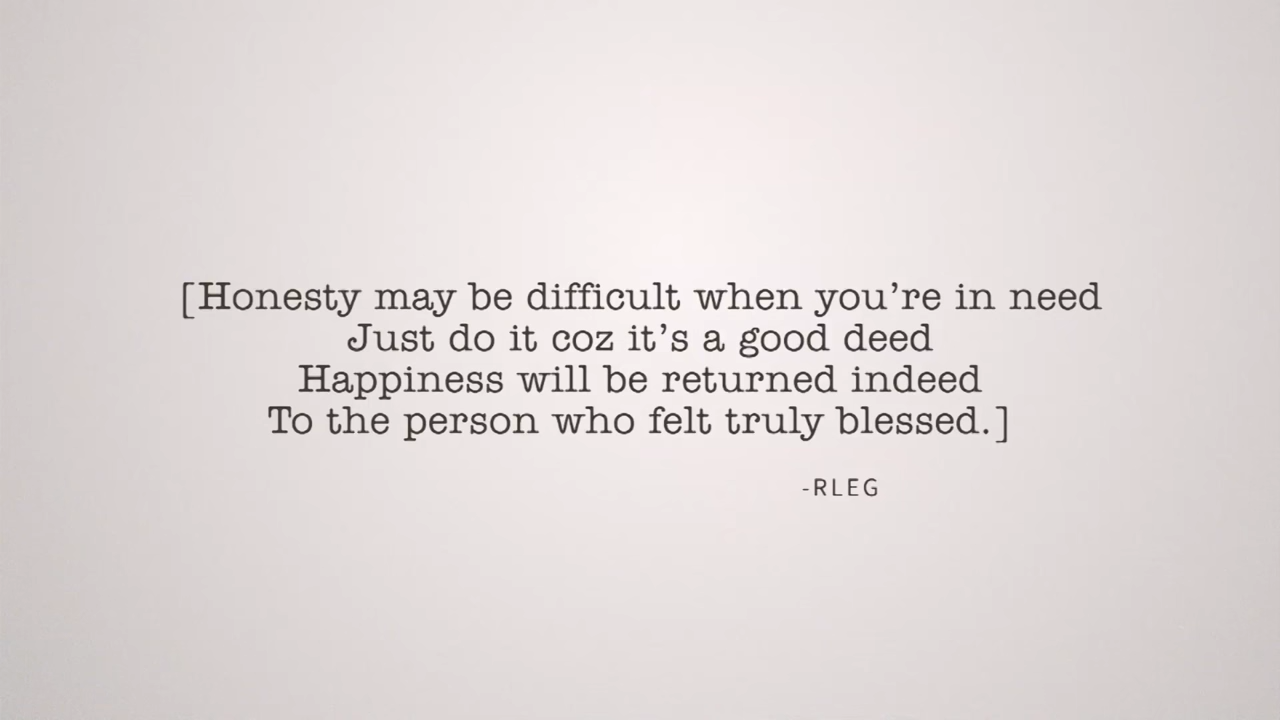 [Honesty may be difficult when you’re in need
Just do it coz it’s a good deed
Happiness will be returned indeed
To the person who felt truly blessed.]
-RLEG